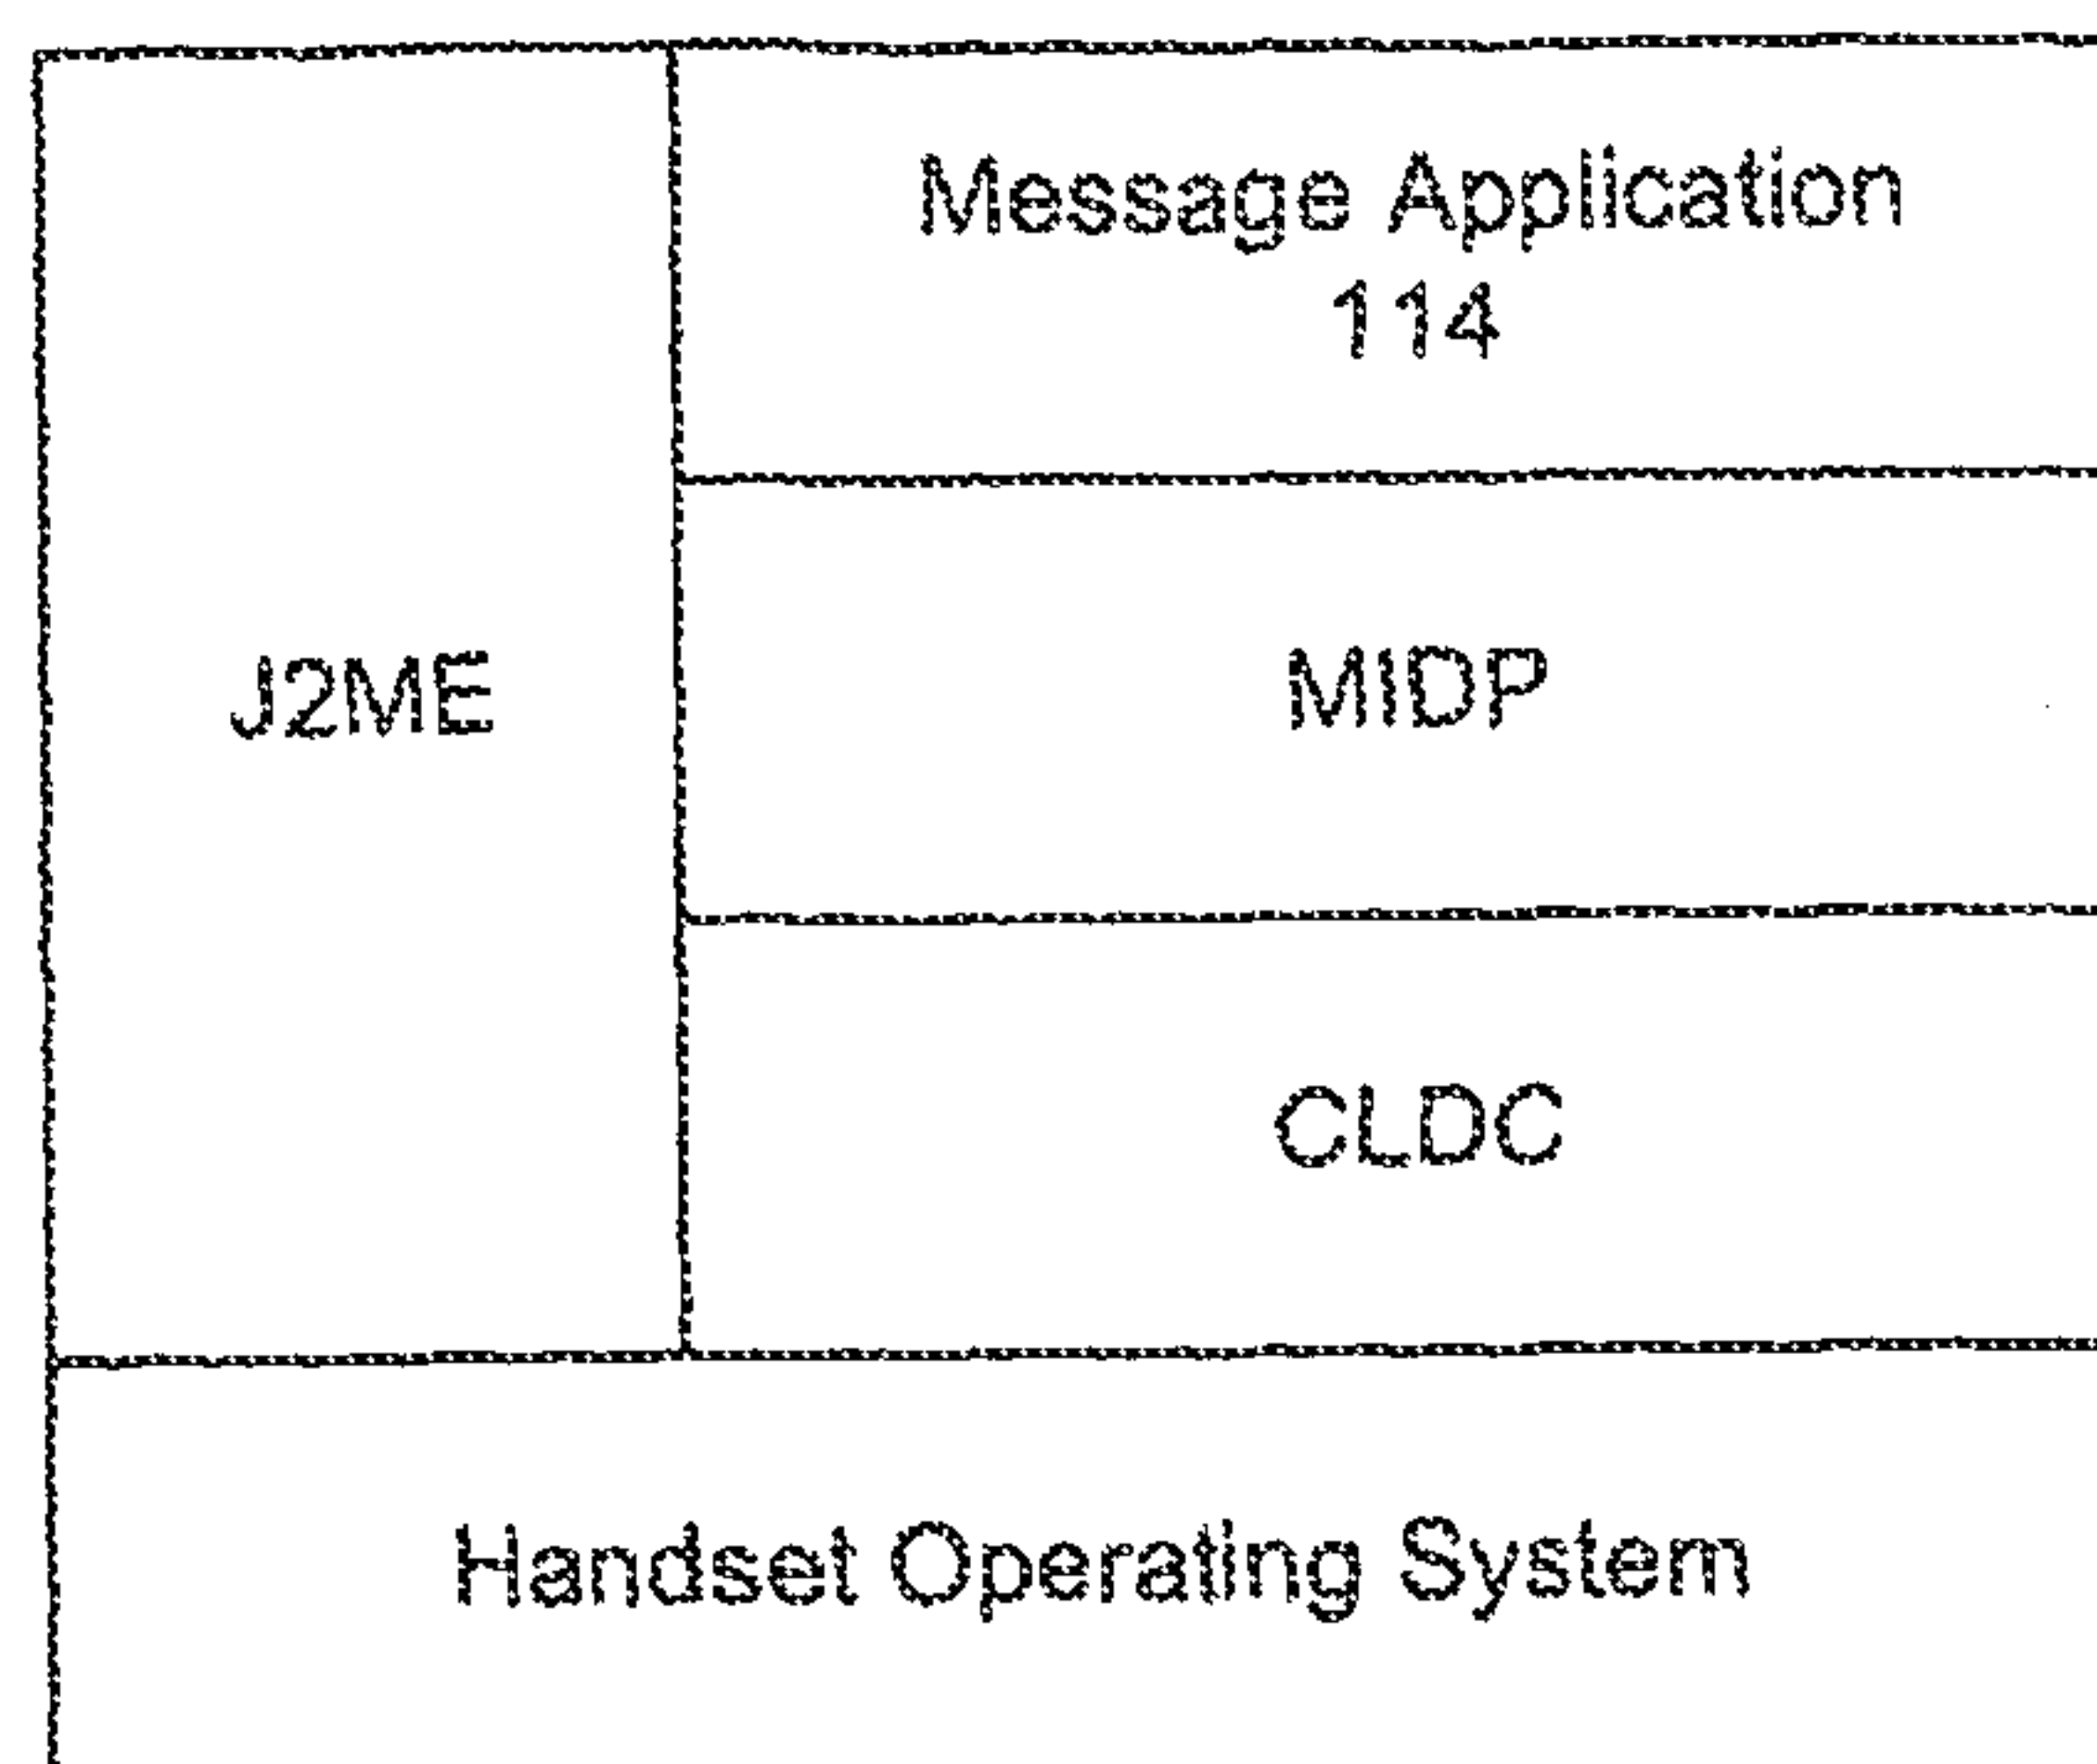 Message Application
114
J2ME
MIDP
CLDC
Handset Operating System